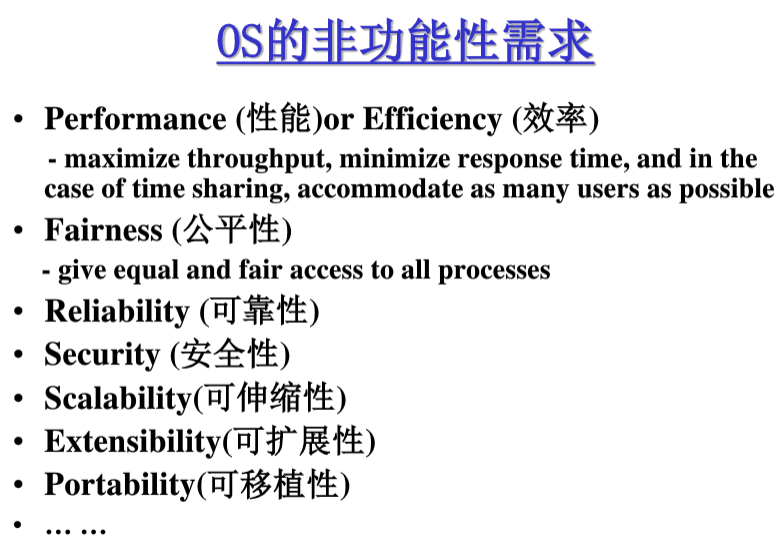 OS的非功能性需求
• Performance (性能)or Efficiency (效率)
- maximize throughput, minimize response time, and in the
case of time sharing, accommodate as many users as possible
• Fairness (公平性)
- give equal and fair access to all processes
• Reliability (可靠性)
• Security (安全性)
• Scalability(可伸缩性)
• Extensibility(可扩展性)
• Portability(可移植性)
• … …